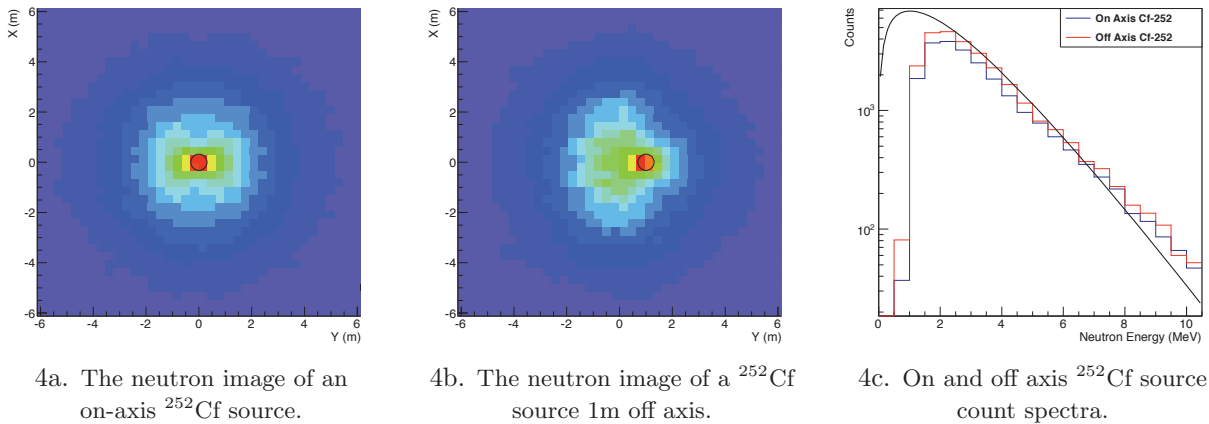 X (m)
6
4
2
0
-2
-4
-6
-6 -4 -2 0 2 4 6
Y (m)
4a. The neutron image of an
on-axis ²⁵²Cf source.
X (m)
6
4
2
0
-2
-4
-6
-6 -4 -2 0 2 4 6
Y (m)
4b. The neutron image of a ²⁵²Cf
source 1m off axis.
Counts
On Axis Cf-252
Off Axis Cf-252
10³
10²
0 2 4 6 8 10
Neutron Energy (MeV)
4c. On and off axis ²⁵²Cf source
count spectra.